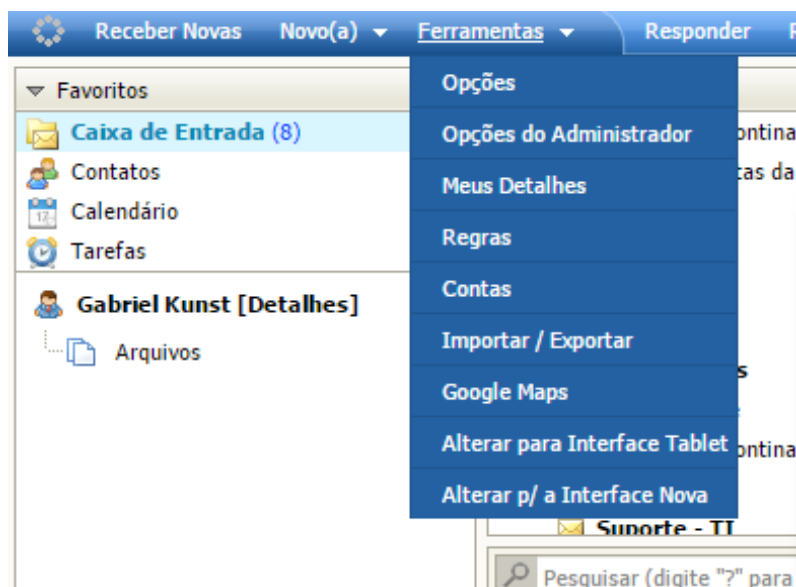 Receber Novas Novo(a) Ferramentas Responder
Favoritos
Caixa de Entrada (8)
Contatos
Calendário
17
Tarefas
Gabriel Kunst [Detalhes]
Arquivos
Opções
Opções do Administrador
Meus Detalhes
Regras
Contas
Importar / Exportar
Google Maps
Alterar para Interface Tablet
Alterar p/ a Interface Nova
Suporte - TI
Pesquisar (digite "?" para